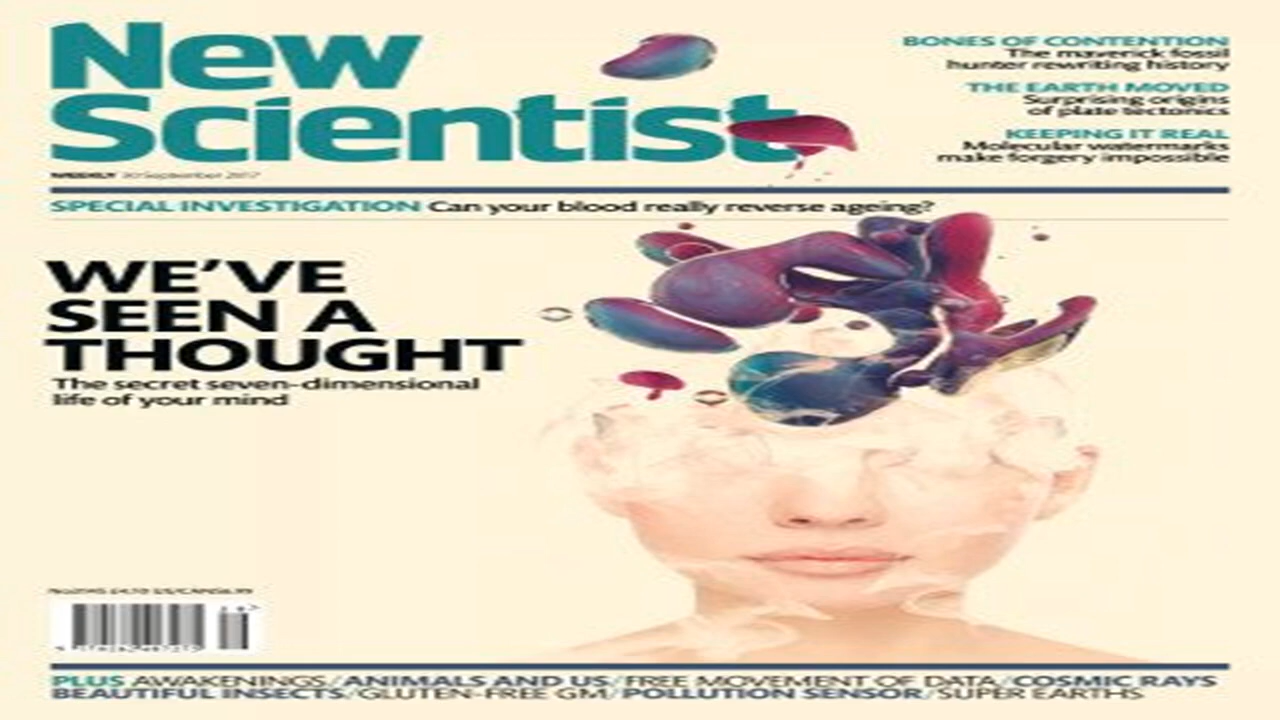 New
Scientist
WEEKLY 30 September 2017
BONES OF CONTENTION
The maverick fossil
hunter rewriting history
THE EARTH MOVED
Surprising origins
of plate tectonics
KEEPING IT REAL
Molecular watermarks
make forgery impossible
SPECIAL INVESTIGATION Can your blood really reverse ageing?
WE'VE
SEEN A
THOUGHT
The secret seven-dimensional
life of your mind
PLUS AWAKENINGS/ANIMALS AND US/FREE MOVEMENT OF DATA/COSMIC RAYS
BEAUTIFUL INSECTS/GLUTEN-FREE GM/POLLUTION SENSOR/SUPER EARTHS